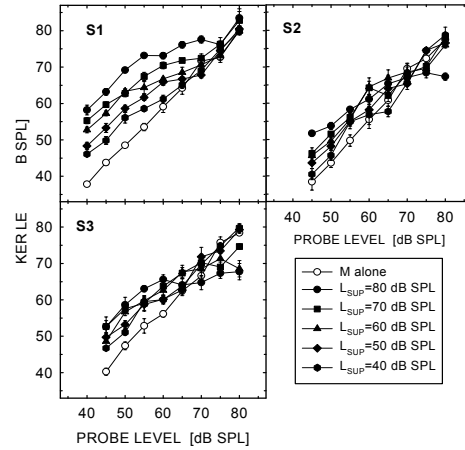 S1
80
70
60
50
40
B SPL]
S2
40 50 60 70 80
PROBE LEVEL [dB SPL]
S3
80
70
60
50
40
KER LE
40 50 60 70 80
PROBE LEVEL [dB SPL]
M alone
L_SUP=80 dB SPL
L_SUP=70 dB SPL
L_SUP=60 dB SPL
L_SUP=50 dB SPL
L_SUP=40 dB SPL